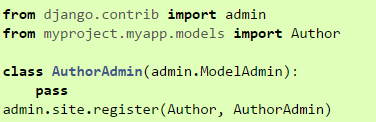 from django.contrib import admin
from myproject.myapp.models import Author
class AuthorAdmin(admin.ModelAdmin):
    pass
admin.site.register(Author, AuthorAdmin)